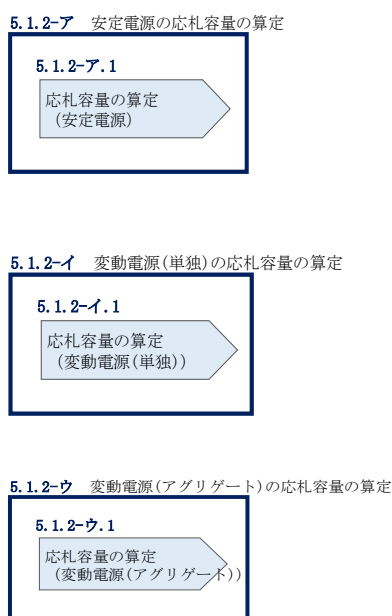 5.1.2-ア 安定電源の応札容量の算定
5.1.2-ア.1
応札容量の算定
(安定電源)
5.1.2-イ 変動電源(単独)の応札容量の算定
5.1.2-イ.1
応札容量の算定
(変動電源(単独))
5.1.2-ウ 変動電源(アグリゲート)の応札容量の算定
5.1.2-ウ.1
応札容量の算定
(変動電源(アグリゲート))